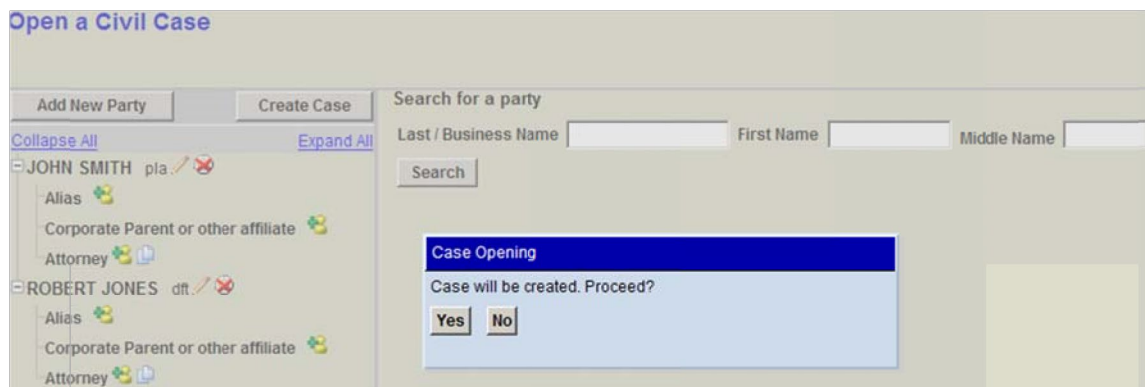 Open a Civil Case
Add New Party
Create Case
Collapse All
Expand All
JOHN SMITH pla.
Alias
Corporate Parent or other affiliate
Attorney
ROBERT JONES dft.
Alias
Corporate Parent or other affiliate
Attorney
Search for a party
Last / Business Name
First Name
Middle Name
Search
Case Opening
Case will be created. Proceed?
Yes No